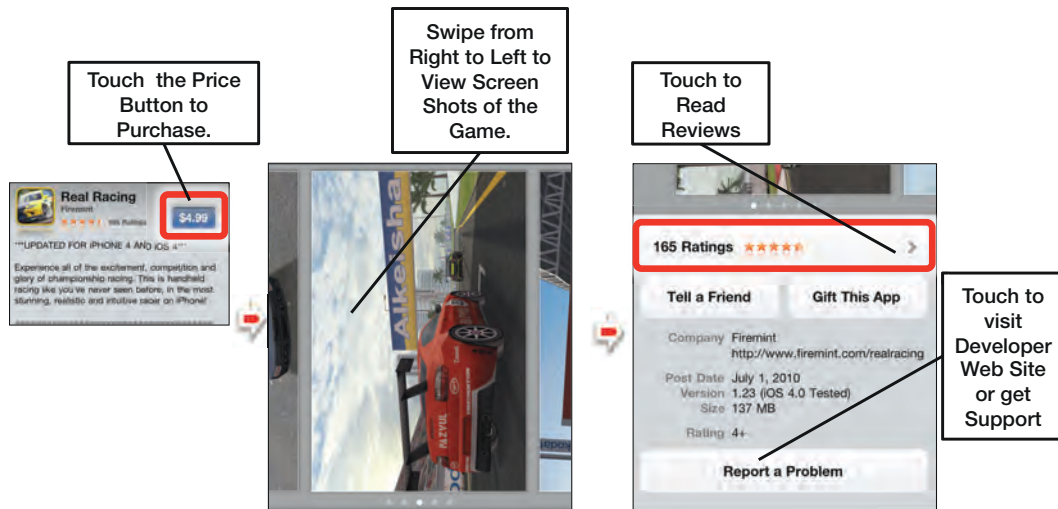 Touch the Price
Button to
Purchase.
Real Racing
Firemint
165 Ratings
$4.99
***UPDATED FOR iPHONE 4 AND iOS 4***
Experience all of the excitement, competition and
glory of championship racing. This is handheld
racing like you've never seen before, in the most
stunning, realistic and intuitive racer on iPhone!
Swipe from
Right to Left to
View Screen
Shots of the
Game.
Alkeisha
PAZYUL
Touch to
Read
Reviews
165 Ratings
Tell a Friend
Gift This App
Company Firemint
http://www.firemint.com/realracing
Post Date July 1, 2010
Version 1.23 (iOS 4.0 Tested)
Size 137 MB
Rating 4+
Report a Problem
Touch to
visit
Developer
Web Site
or get
Support